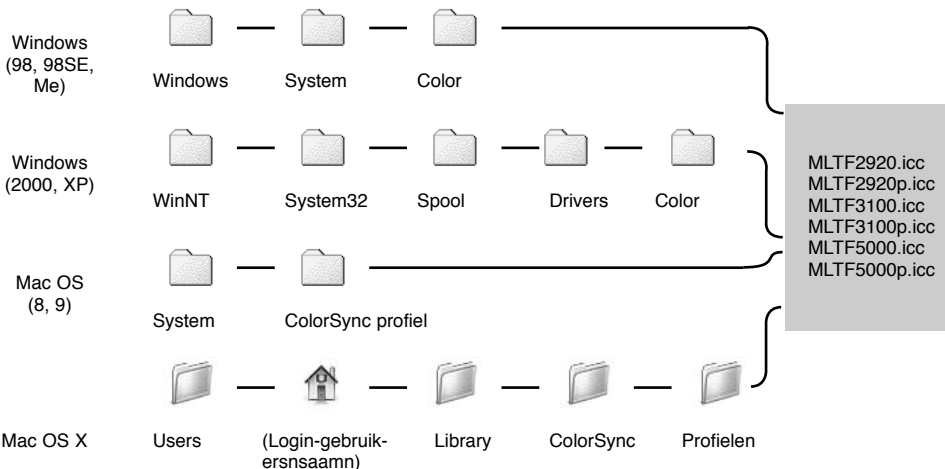 Windows
(98, 98SE,
Me)
Windows
System
Color
Windows
(2000, XP)
WinNT
System32
Spool
Drivers
Color
Mac OS
(8, 9)
System
ColorSync profiel
Mac OS X
Users
(Login-gebruik-
ersnsaamn)
Library
ColorSync
Profielen
MLTF2920.icc
MLTF2920p.icc
MLTF3100.icc
MLTF3100p.icc
MLTF5000.icc
MLTF5000p.icc